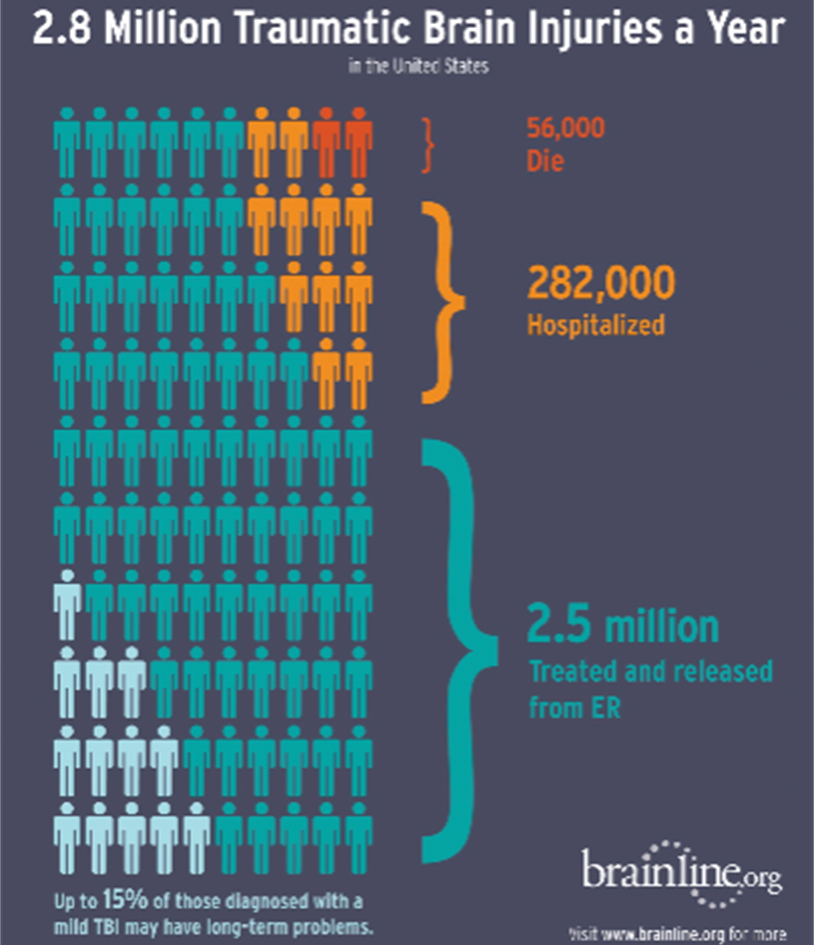 2.8 Million Traumatic Brain Injuries a Year
in the United States
56,000
Die
282,000
Hospitalized
2.5 million
Treated and released
from ER
Up to 15% of those diagnosed with a
mild TBI may have long-term problems.
brainline.org
Visit www.brainline.org for more